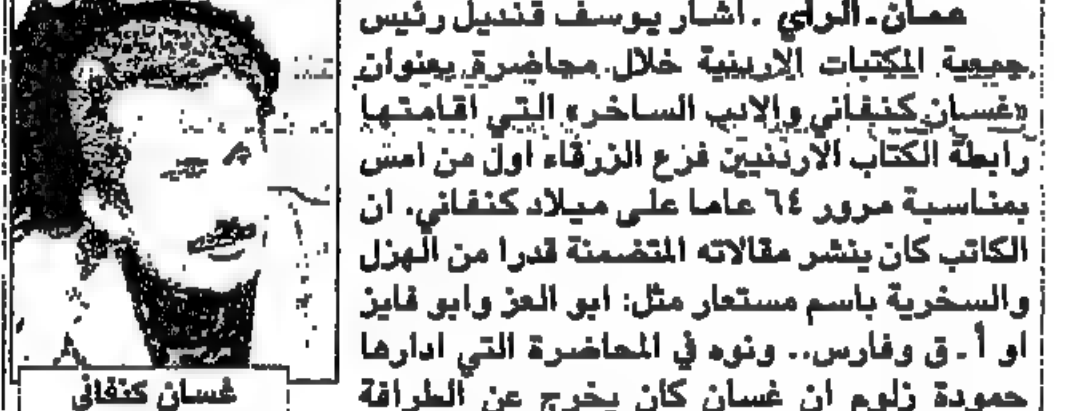 عمان ـ الرأي . أشار يوسف قنديل رئيس
جمعية المكتبات الاردنية خلال محاضرة بعنوان
«غسان كنفاني والادب الساخر» التي اقامتها
رابطة الكتاب الاردنيين فرع الزرقاء اول من امس
بمناسبة مرور ٦٤ عاما على ميلاد كنفاني. ان
الكاتب كان ينشر مقالاته المتضمنة قدرا من الهزل
والسخرية باسم مستعار مثل: ابو العز وابو فايز
او أ . ق وفارس.. ونوه في المحاضرة التي ادارها
حمودة زلوم ان غسان كان يخرج عن الطرافة
غسان كنفاني